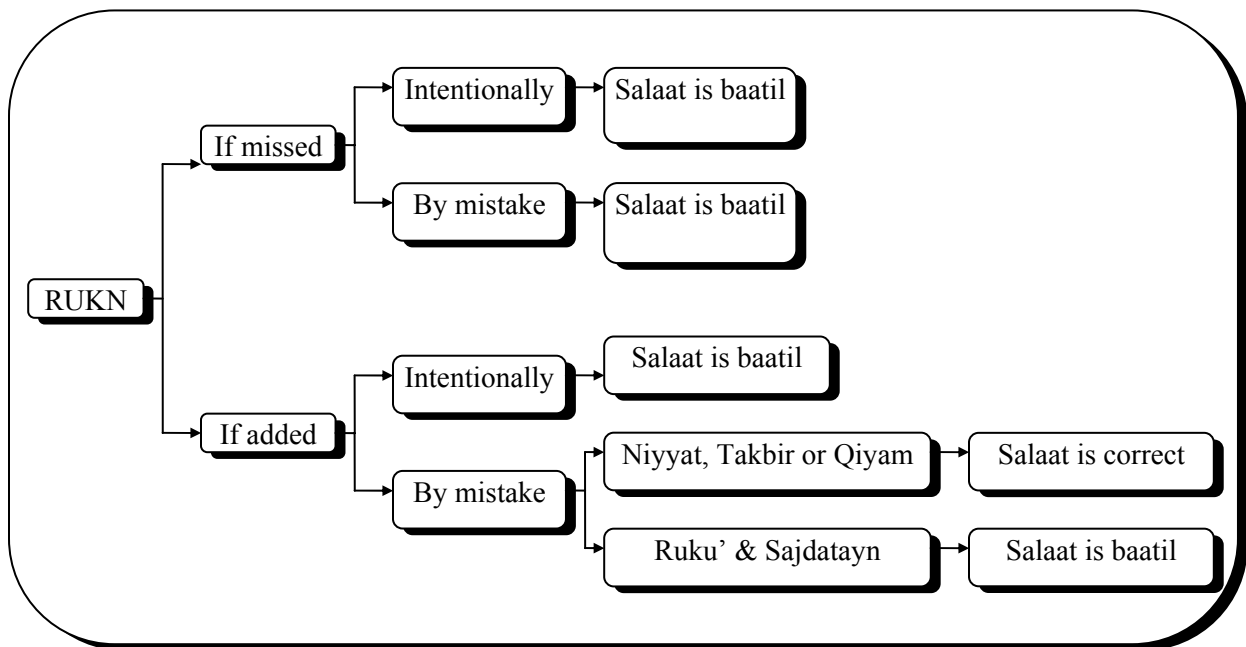 RUKN
If missed
Intentionally
Salaat is baatil
By mistake
Salaat is baatil
If added
Intentionally
Salaat is baatil
By mistake
Niyyat, Takbir or Qiyam
Salaat is correct
Ruku’ & Sajdatayn
Salaat is baatil